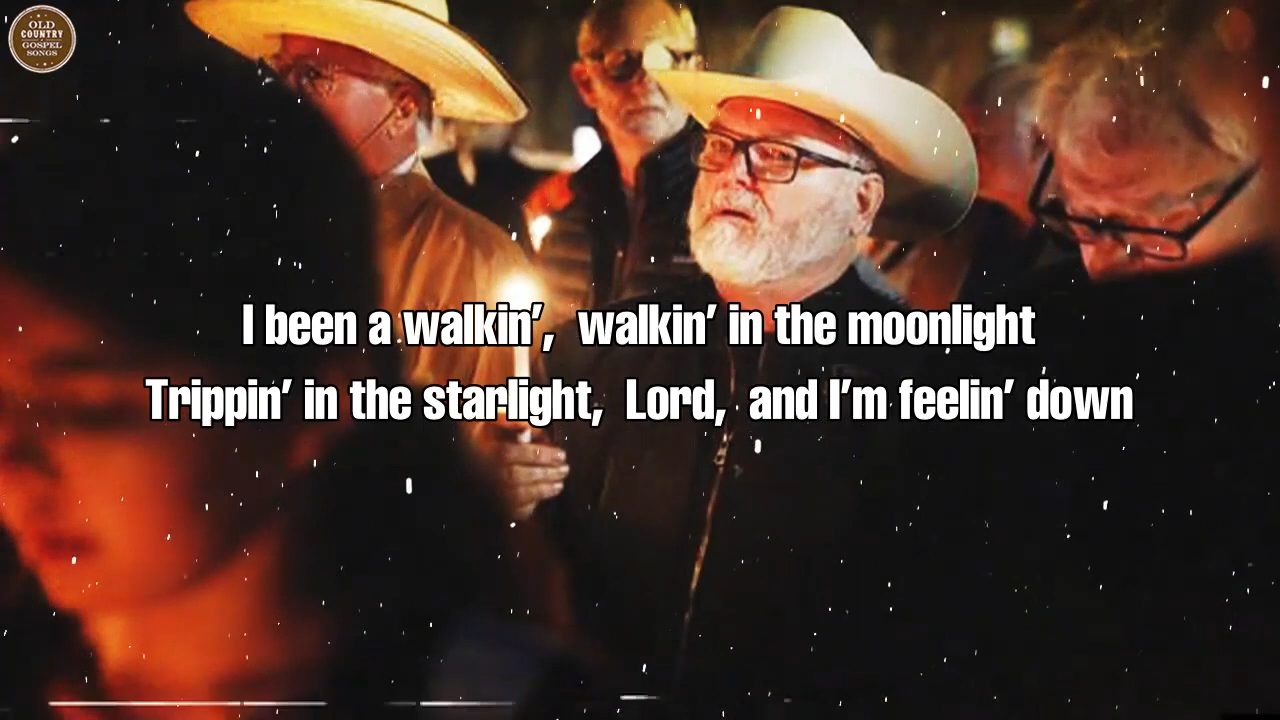 OLD
COUNTRY
GOSPEL
SONGS
I been a walkin’, walkin’ in the moonlight
Trippin’ in the starlight, Lord, and I’m feelin’ down